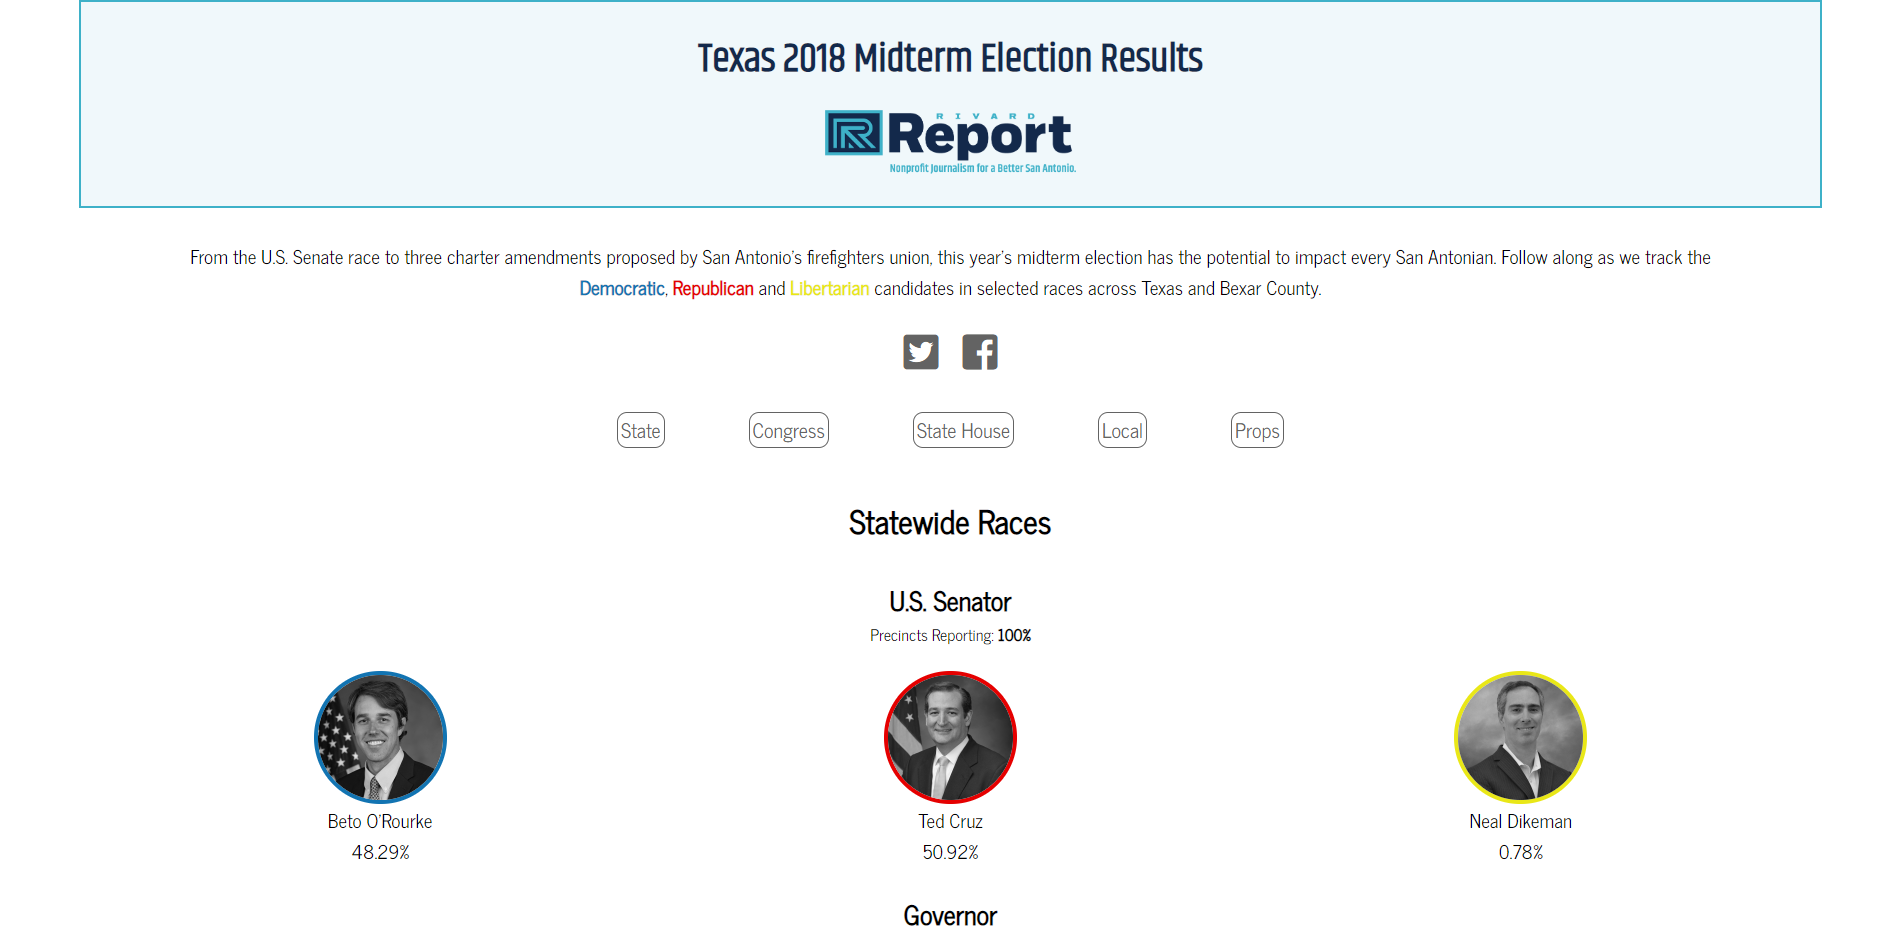 Texas 2018 Midterm Election Results
RIVARD
Report
Nonprofit Journalism for a Better San Antonio.
From the U.S. Senate race to three charter amendments proposed by San Antonio's firefighters union, this year's midterm election has the potential to impact every San Antonian. Follow along as we track the
Democratic, Republican and Libertarian candidates in selected races across Texas and Bexar County.
State Congress State House Local Props
Statewide Races
U.S. Senator
Precincts Reporting: 100%
Beto O'Rourke Ted Cruz Neal Dikeman
48.29% 50.92% 0.78%
Governor